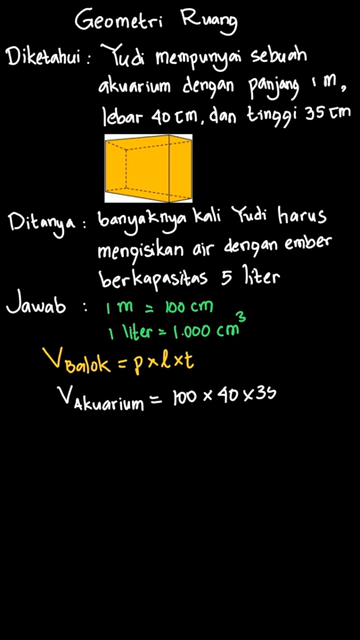 Geometri Ruang
Diketahui : Yudi mempunyai sebuah
akuarium dengan panjang 1 m,
lebar 40 cm, dan tinggi 35 cm
Ditanya : banyaknya kali Yudi harus
mengisikan air dengan ember
berkapasitas 5 liter
Jawab : 1 m = 100 cm
1 liter = 1.000 cm³
V Balok = p x l x t
V Akuarium = 100 x 40 x 35